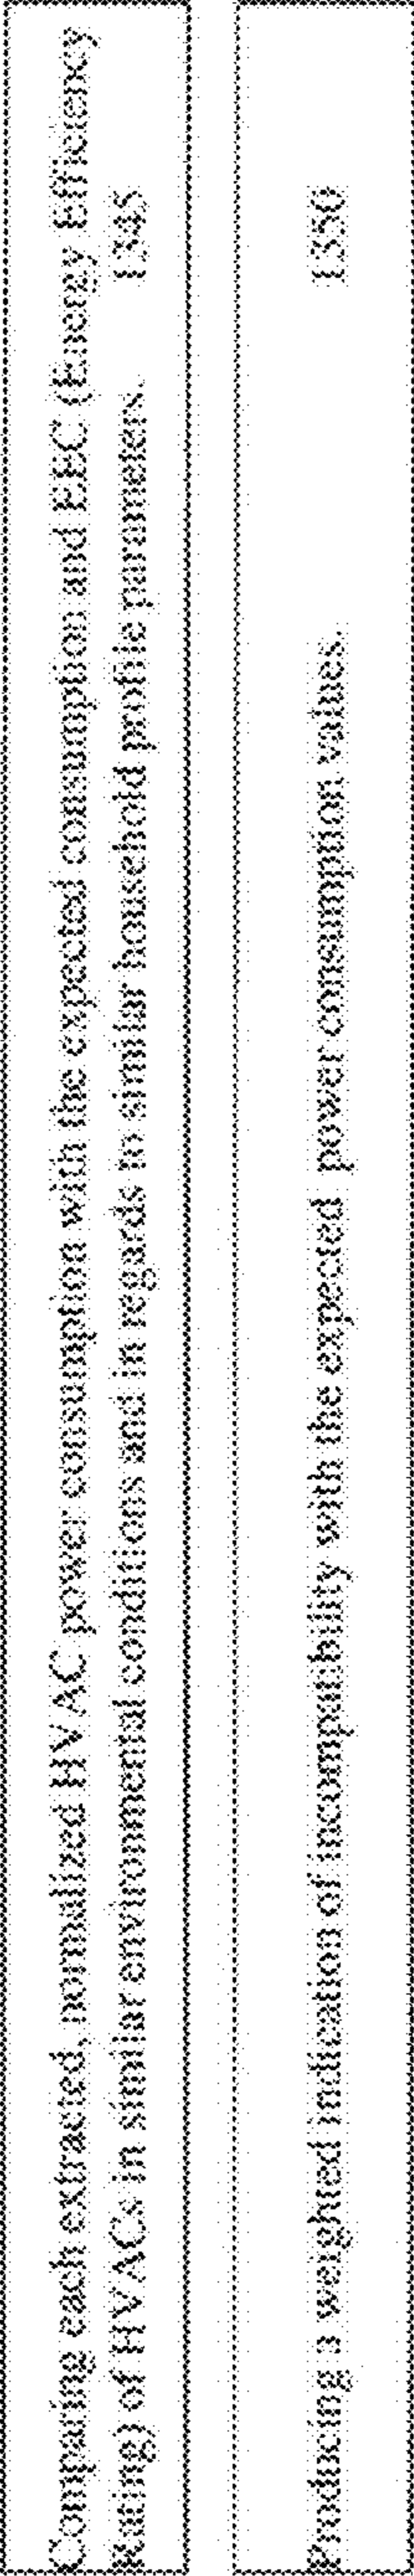 Comparing each extracted, normalized HVAC power consumption with the expected consumption and EEC (Energy Efficiency
Rating) of HVACs in similar environmental conditions and in regards to similar household profile parameters. 1345
Producing a weighted indication of incompatibility with the expected power consumption values. 1350